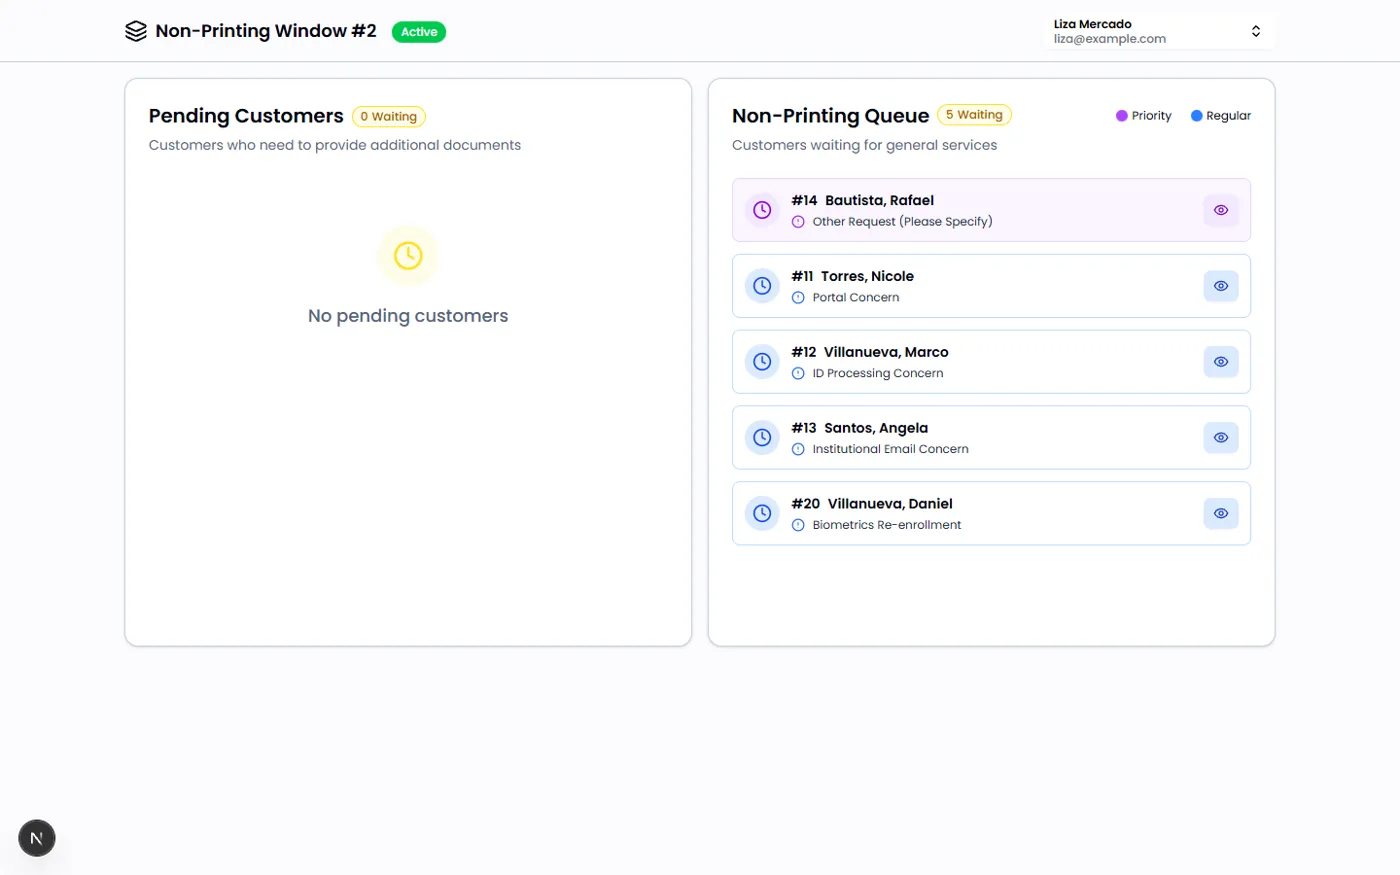 Non-Printing Window #2 Active
Liza Mercado
liza@example.com
Pending Customers 0 Waiting
Customers who need to provide additional documents
No pending customers
Non-Printing Queue 5 Waiting
Priority Regular
Customers waiting for general services
#14 Bautista, Rafael
Other Request (Please Specify)
#11 Torres, Nicole
Portal Concern
#12 Villanueva, Marco
ID Processing Concern
#13 Santos, Angela
Institutional Email Concern
#20 Villanueva, Daniel
Biometrics Re-enrollment
N